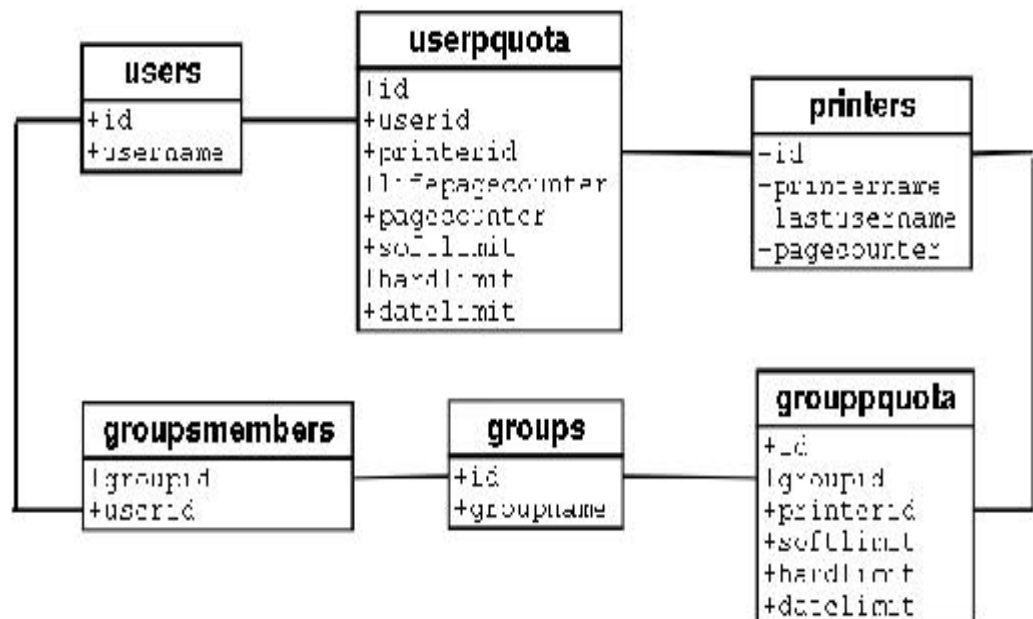 users
+id
+username
userpquota
+id
+userid
+printerid
+lifepagecounter
+pagecounter
+softlimit
+hardlimit
+datelimit
printers
-id
-printername
lastusername
-pagecounter
groupsmembers
+groupid
+userid
groups
+id
+groupname
grouppquota
+id
+groupid
+printerid
+softlimit
+hardlimit
+datelimit